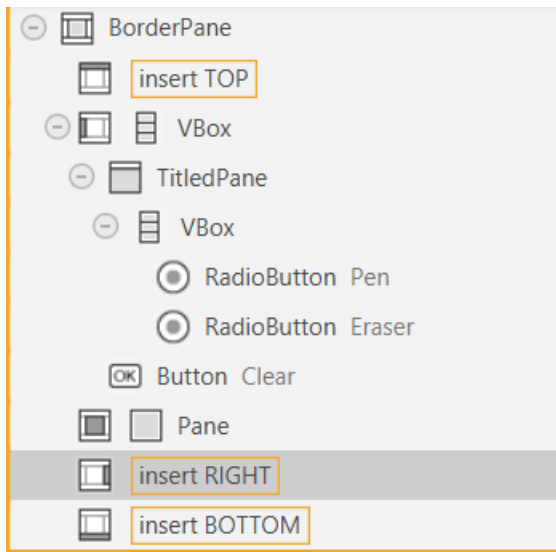 BorderPane
insert TOP
VBox
TitledPane
VBox
RadioButton Pen
RadioButton Eraser
OK Button Clear
Pane
insert RIGHT
insert BOTTOM